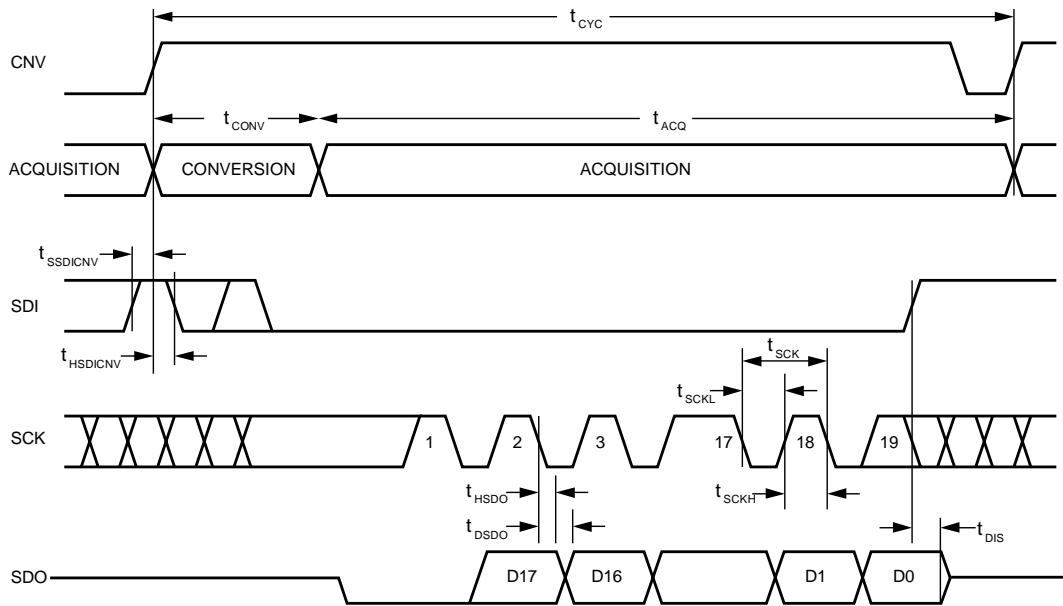 tCYC
CNV
tCONV
tACQ
ACQUISITION
CONVERSION
ACQUISITION
tSSDICNV
SDI
tHSDICNV
tSCK
tSCKL
SCK
1
2
3
17
18
19
tHSDO
tSCKH
tDSDO
tDIS
SDO
D17
D16
D1
D0